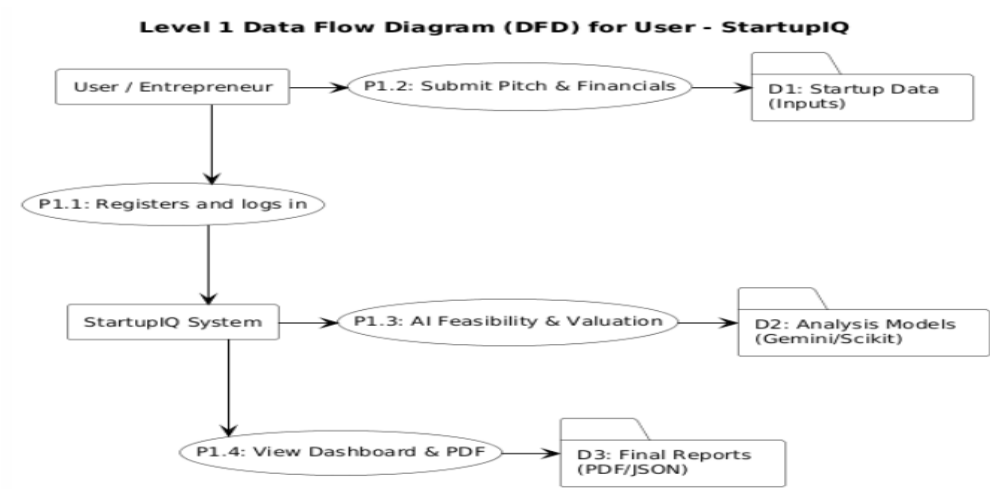 Level 1 Data Flow Diagram (DFD) for User - StartupIQ
User / Entrepreneur
P1.2: Submit Pitch & Financials
D1: Startup Data
(Inputs)
P1.1: Registers and logs in
StartupIQ System
P1.3: AI Feasibility & Valuation
D2: Analysis Models
(Gemini/Scikit)
P1.4: View Dashboard & PDF
D3: Final Reports
(PDF/JSON)